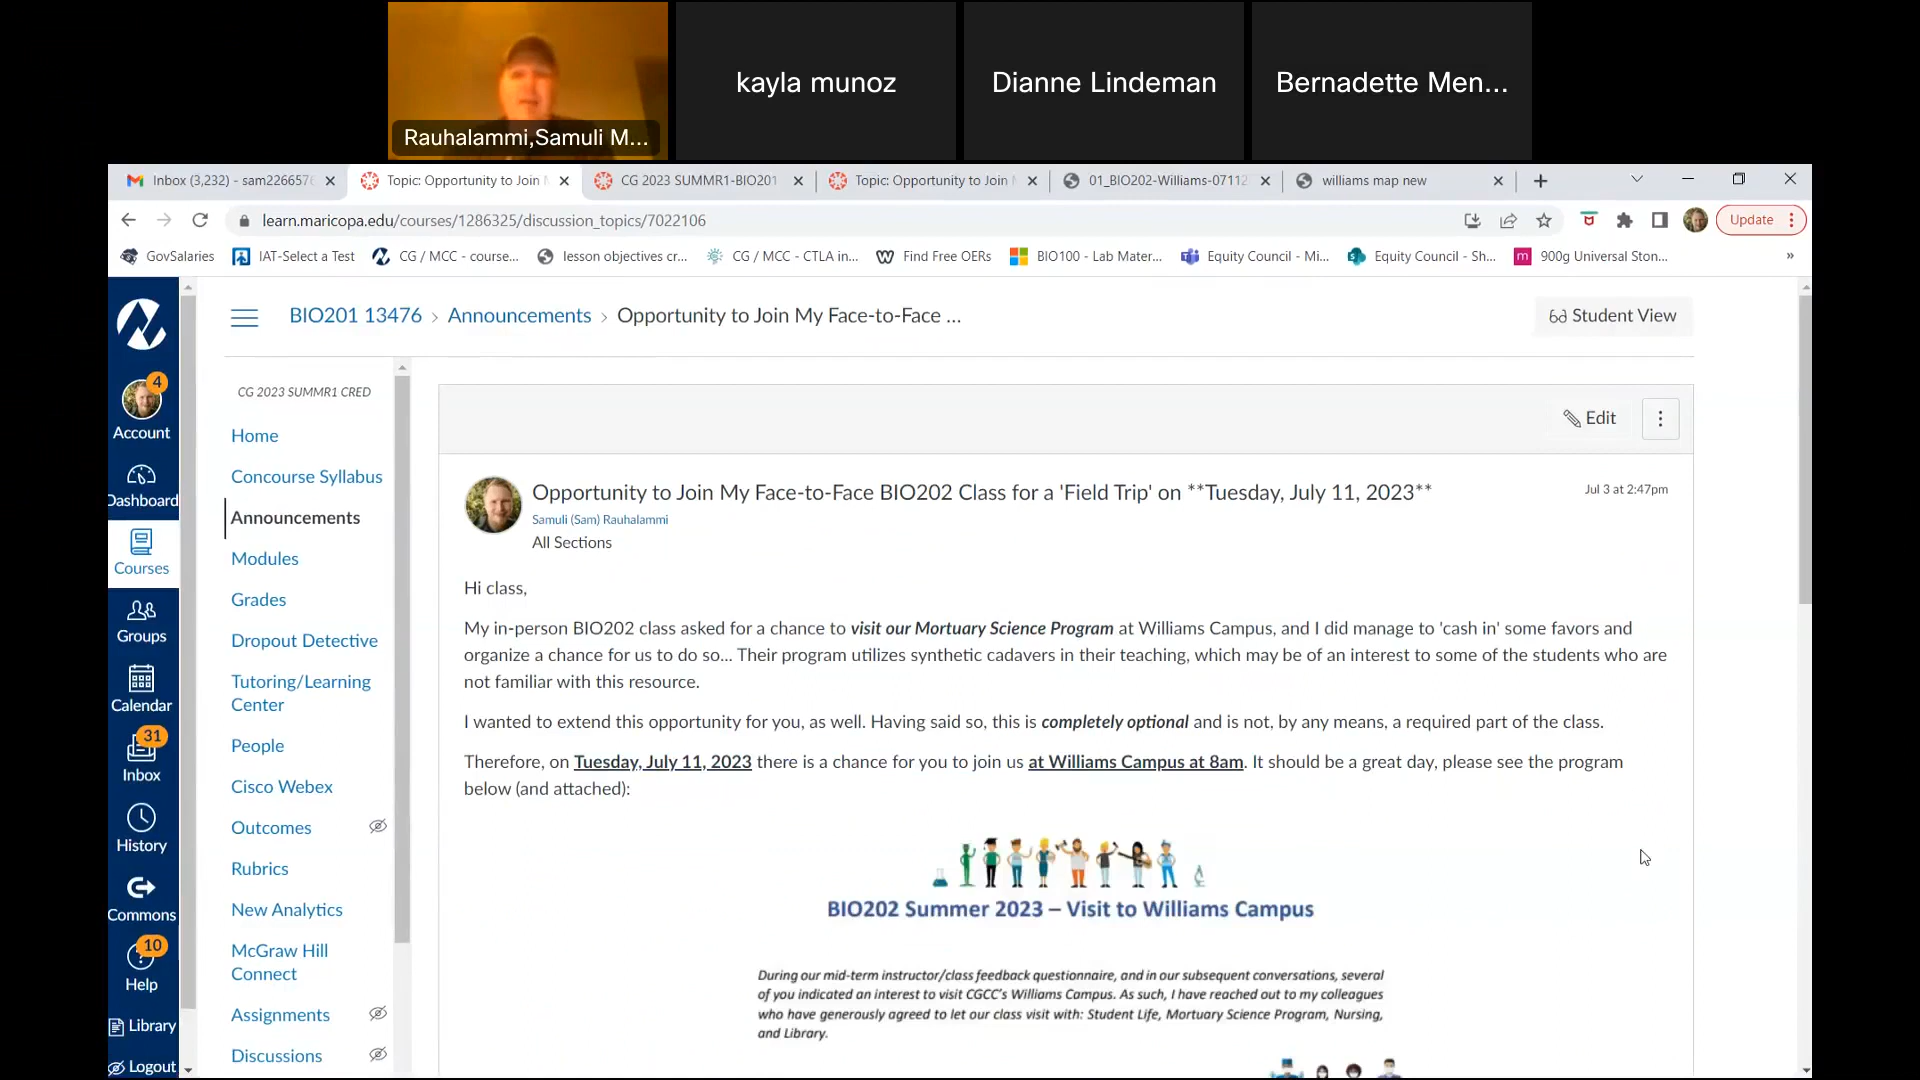 Rauhalammi,Samuli M...
kayla munoz
Dianne Lindeman
Bernadette Men...
Inbox (3,232) - sam2266576
Topic: Opportunity to Join
CG 2023 SUMMR1-BIO201
Topic: Opportunity to Join
01_BIO202-Williams-07112
williams map new
learn.maricopa.edu/courses/1286325/discussion_topics/7022106
Update
GovSalaries
IAT-Select a Test
CG / MCC - course...
lesson objectives cr...
CG / MCC - CTLA in...
Find Free OERs
BIO100 - Lab Mater...
Equity Council - Mi...
Equity Council - Sh...
900g Universal Ston...
»
BIO201 13476 › Announcements › Opportunity to Join My Face-to-Face ...
Student View
4
Account
Dashboard
Courses
Groups
Calendar
31
Inbox
History
Commons
10
Help
Library
Logout
CG 2023 SUMMR1 CRED
Home
Concourse Syllabus
Announcements
Modules
Grades
Dropout Detective
Tutoring/Learning
Center
People
Cisco Webex
Outcomes
Rubrics
New Analytics
McGraw Hill
Connect
Assignments
Discussions
Edit
Opportunity to Join My Face-to-Face BIO202 Class for a 'Field Trip' on **Tuesday, July 11, 2023**
Jul 3 at 2:47pm
Samuli (Sam) Rauhalammi
All Sections
Hi class,
My in-person BIO202 class asked for a chance to visit our Mortuary Science Program at Williams Campus, and I did manage to 'cash in' some favors and
organize a chance for us to do so... Their program utilizes synthetic cadavers in their teaching, which may be of an interest to some of the students who are
not familiar with this resource.
I wanted to extend this opportunity for you, as well. Having said so, this is completely optional and is not, by any means, a required part of the class.
Therefore, on Tuesday, July 11, 2023 there is a chance for you to join us at Williams Campus at 8am. It should be a great day, please see the program
below (and attached):
BIO202 Summer 2023 – Visit to Williams Campus
During our mid-term instructor/class feedback questionnaire, and in our subsequent conversations, several
of you indicated an interest to visit CGCC's Williams Campus. As such, I have reached out to my colleagues
who have generously agreed to let our class visit with: Student Life, Mortuary Science Program, Nursing,
and Library.